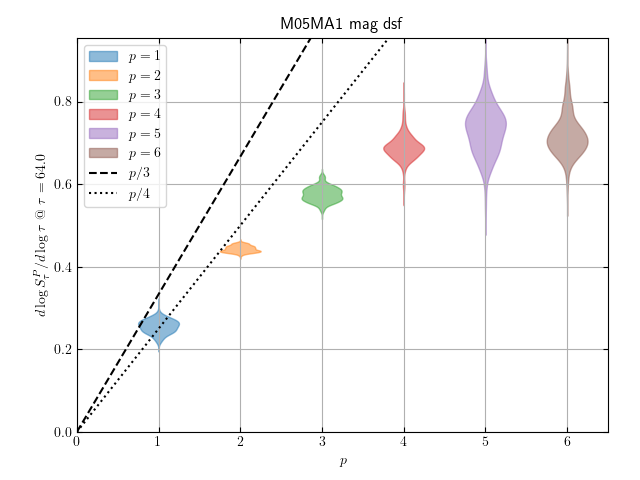 M05MA1 mag dsf
p = 1
p = 2
p = 3
p = 4
p = 5
p = 6
p/3
p/4
d log S_τ^P / d log τ @ τ = 64.0
0.8
0.6
0.4
0.2
0.0
0 1 2 3 4 5 6
p